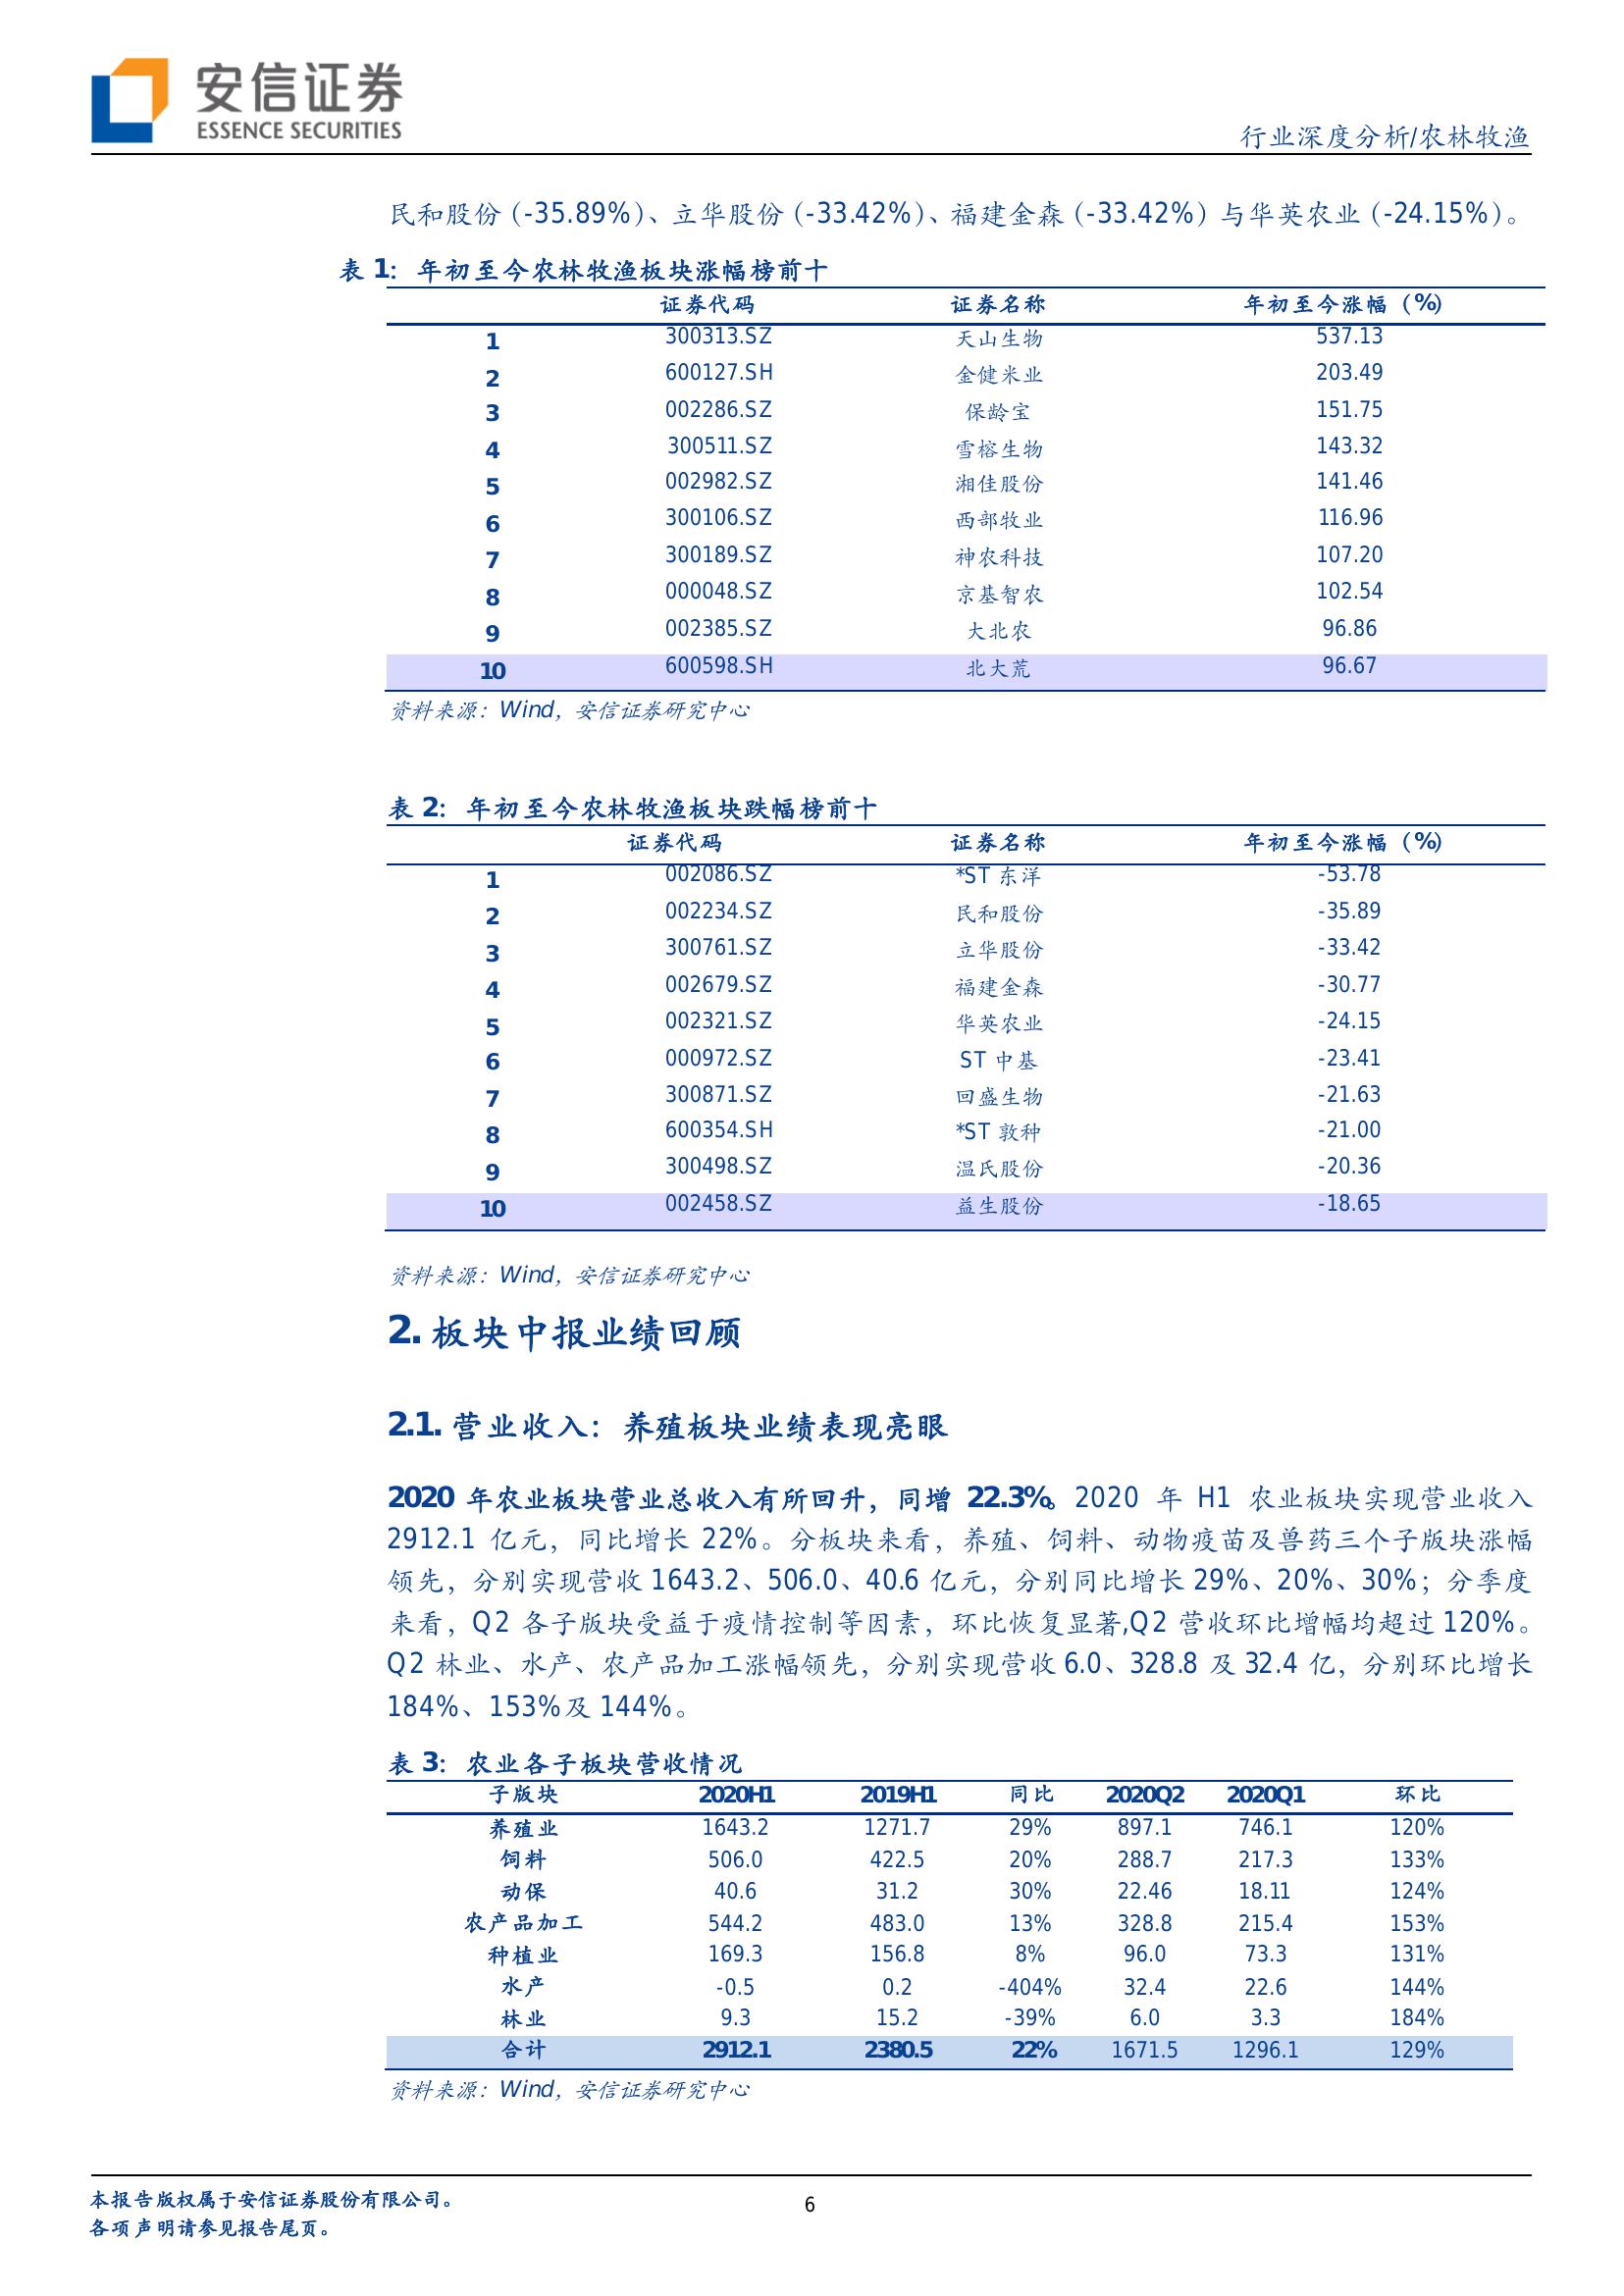 安信证券
ESSENCE SECURITIES
行业深度分析/农林牧渔
民和股份（-35.89%）、立华股份（-33.42%）、福建金森（-33.42%）与华英农业（-24.15%）。
表 1：年初至今农林牧渔板块涨幅榜前十
证券代码 证券名称 年初至今涨幅（%）
1 300313.SZ 天山生物 537.13
2 600127.SH 金健米业 203.49
3 002286.SZ 保龄宝 151.75
4 300511.SZ 雪榕生物 143.32
5 002982.SZ 湘佳股份 141.46
6 300106.SZ 西部牧业 116.96
7 300189.SZ 神农科技 107.20
8 000048.SZ 京基智农 102.54
9 002385.SZ 大北农 96.86
10 600598.SH 北大荒 96.67
资料来源：Wind，安信证券研究中心
表 2：年初至今农林牧渔板块跌幅榜前十
证券代码 证券名称 年初至今涨幅（%）
1 002086.SZ *ST 东洋 -53.78
2 002234.SZ 民和股份 -35.89
3 300761.SZ 立华股份 -33.42
4 002679.SZ 福建金森 -30.77
5 002321.SZ 华英农业 -24.15
6 000972.SZ ST 中基 -23.41
7 300871.SZ 回盛生物 -21.63
8 600354.SH *ST 敦种 -21.00
9 300498.SZ 温氏股份 -20.36
10 002458.SZ 益生股份 -18.65
资料来源：Wind，安信证券研究中心
2. 板块中报业绩回顾
2.1. 营业收入：养殖板块业绩表现亮眼
2020 年农业板块营业总收入有所回升，同增 22.3%。2020 年 H1 农业板块实现营业收入
2912.1 亿元，同比增长 22%。分板块来看，养殖、饲料、动物疫苗及兽药三个子版块涨幅
领先，分别实现营收 1643.2、506.0、40.6 亿元，分别同比增长 29%、20%、30%；分季度
来看，Q2 各子版块受益于疫情控制等因素，环比恢复显著,Q2 营收环比增幅均超过 120%。
Q2 林业、水产、农产品加工涨幅领先，分别实现营收 6.0、328.8 及 32.4 亿，分别环比增长
184%、153%及 144%。
表 3：农业各子板块营收情况
子版块 2020H1 2019H1 同比 2020Q2 2020Q1 环比
养殖业 1643.2 1271.7 29% 897.1 746.1 120%
饲料 506.0 422.5 20% 288.7 217.3 133%
动保 40.6 31.2 30% 22.46 18.11 124%
农产品加工 544.2 483.0 13% 328.8 215.4 153%
种植业 169.3 156.8 8% 96.0 73.3 131%
水产 -0.5 0.2 -404% 32.4 22.6 144%
林业 9.3 15.2 -39% 6.0 3.3 184%
合计 2912.1 2380.5 22% 1671.5 1296.1 129%
资料来源：Wind，安信证券研究中心
本报告版权属于安信证券股份有限公司。
6
各项声明请参见报告尾页。